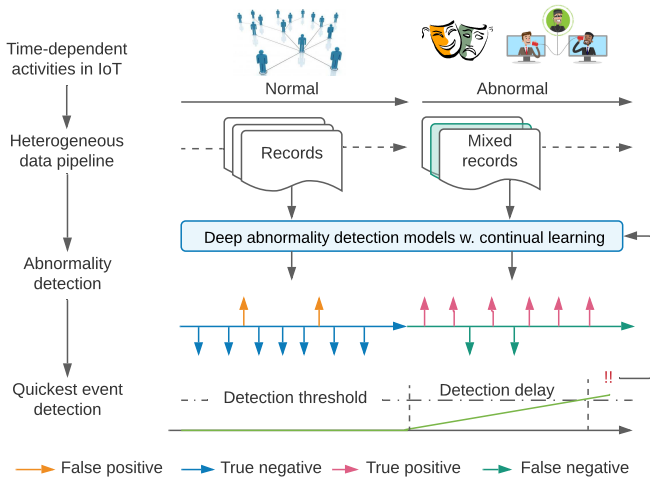 Time-dependent
activities in IoT
Normal
Abnormal
Heterogeneous
data pipeline
Records
Mixed
records
Deep abnormality detection models w. continual learning
Abnormality
detection
!!
Quickest event
detection
Detection threshold
Detection delay
False positive
True negative
True positive
False negative